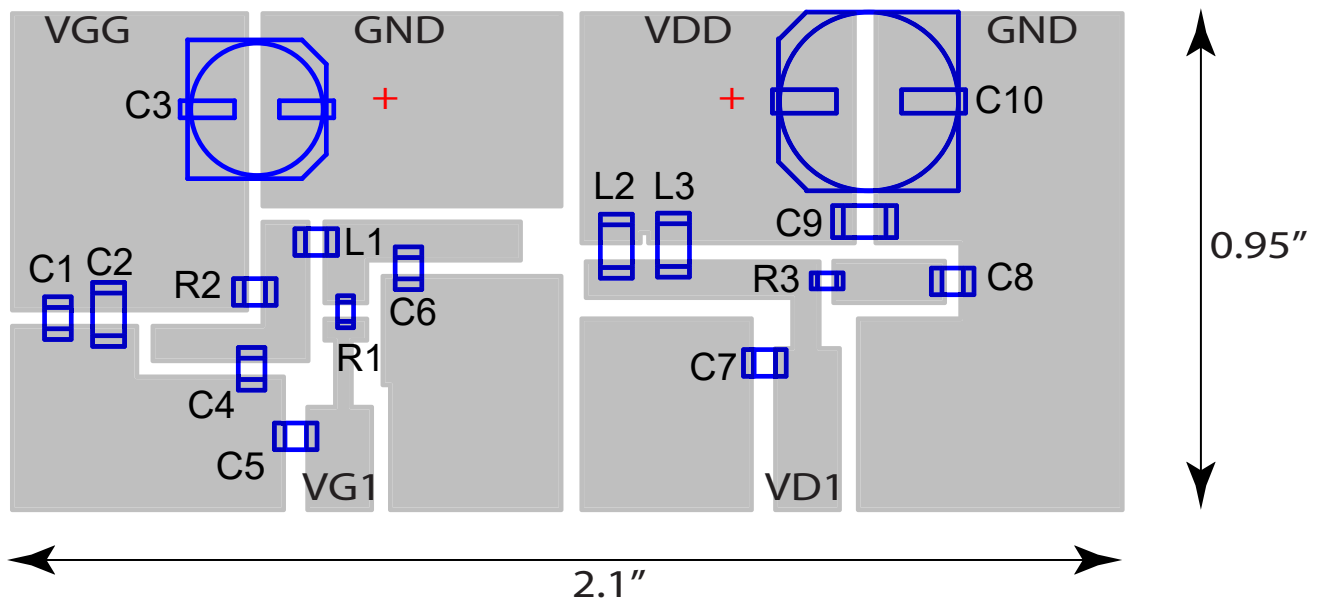 VGG
GND
VDD
GND
C3
C10
L2
L3
C9
L1
0.95”
C1
C2
R2
C6
R3
C8
R1
C7
C4
C5
VG1
VD1
2.1”